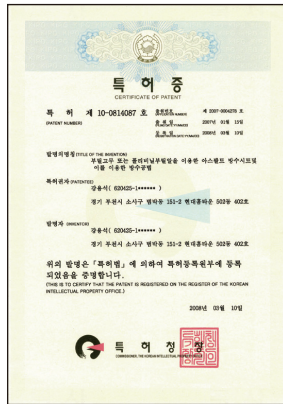 특허증
CERTIFICATE OF PATENT
특 허 제 10-0814087 호 출원번호 제 2007-0004278 호
(PATENT NUMBER) 출원일 2007년 01월 15일
등록일 2008년 03월 10일
발명의명칭 (TITLE OF THE INVENTION)
부틸고무 또는 폴리비닐부틸알을 이용한 아스팔트 방수시트및
이를 이용한 방수공법
특허권자 (PATENTEE)
강용석( 620425-1****** )
경기 부천시 소사구 범박동 151-2 현대홈타운 502동 402호
발명자 (INVENTOR)
강용석( 620425-1****** )
경기 부천시 소사구 범박동 151-2 현대홈타운 502동 402호
위의 발명은 「특허법」에 의하여 특허등록원부에 등록
되었음을 증명합니다.
(THIS IS TO CERTIFY THAT THE PATENT IS REGISTERED ON THE REGISTER OF THE KOREAN
INTELLECTUAL PROPERTY OFFICE.)
2008년 03월 10일
특허청장
COMMISSIONER, THE KOREAN INTELLECTUAL PROPERTY OFFICE